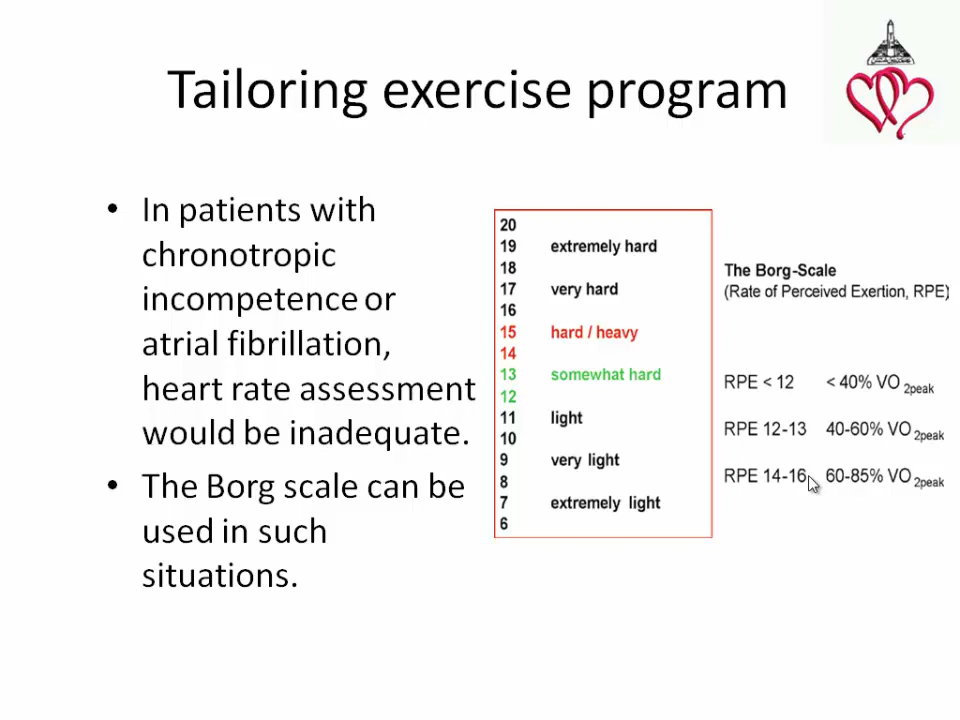 Tailoring exercise program
• In patients with
chronotropic
incompetence or
atrial fibrillation,
heart rate assessment
would be inadequate.
• The Borg scale can be
used in such
situations.
20
19 extremely hard
18
17 very hard
16
15 hard / heavy
14
13 somewhat hard
12
11 light
10
9 very light
8
7 extremely light
6
The Borg-Scale
(Rate of Perceived Exertion, RPE)
RPE < 12 < 40% VO 2peak
RPE 12-13 40-60% VO 2peak
RPE 14-16 60-85% VO 2peak